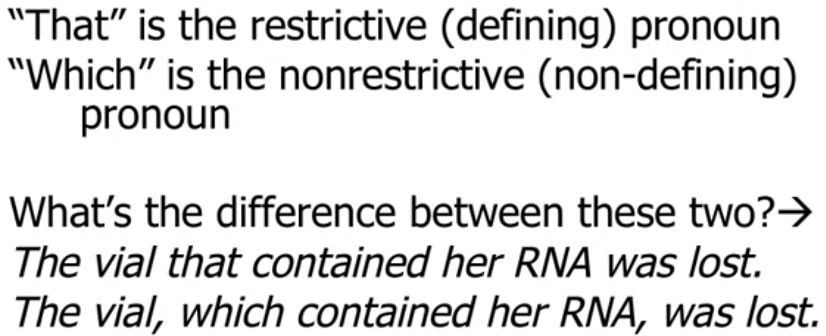 “That” is the restrictive (defining) pronoun
“Which” is the nonrestrictive (non-defining)
pronoun
What’s the difference between these two?→
The vial that contained her RNA was lost.
The vial, which contained her RNA, was lost.